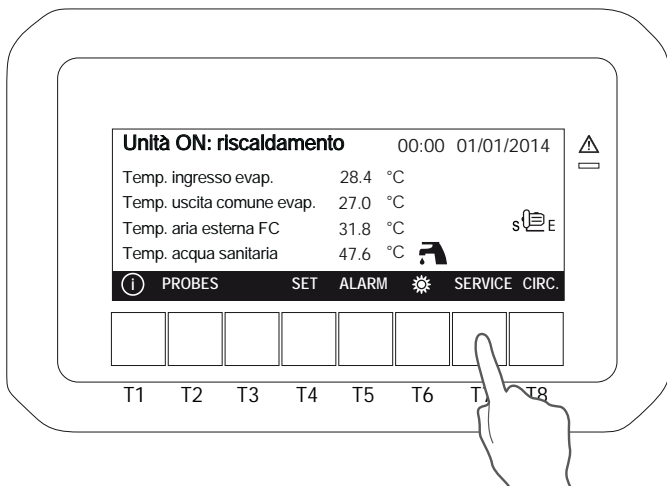 Unità ON: riscaldamento 00:00 01/01/2014
Temp. ingresso evap. 28.4 °C
Temp. uscita comune evap. 27.0 °C
Temp. aria esterna FC 31.8 °C
S E
Temp. acqua sanitaria 47.6 °C
i PROBES SET ALARM SERVICE CIRC.
T1 T2 T3 T4 T5 T6 T7 T8